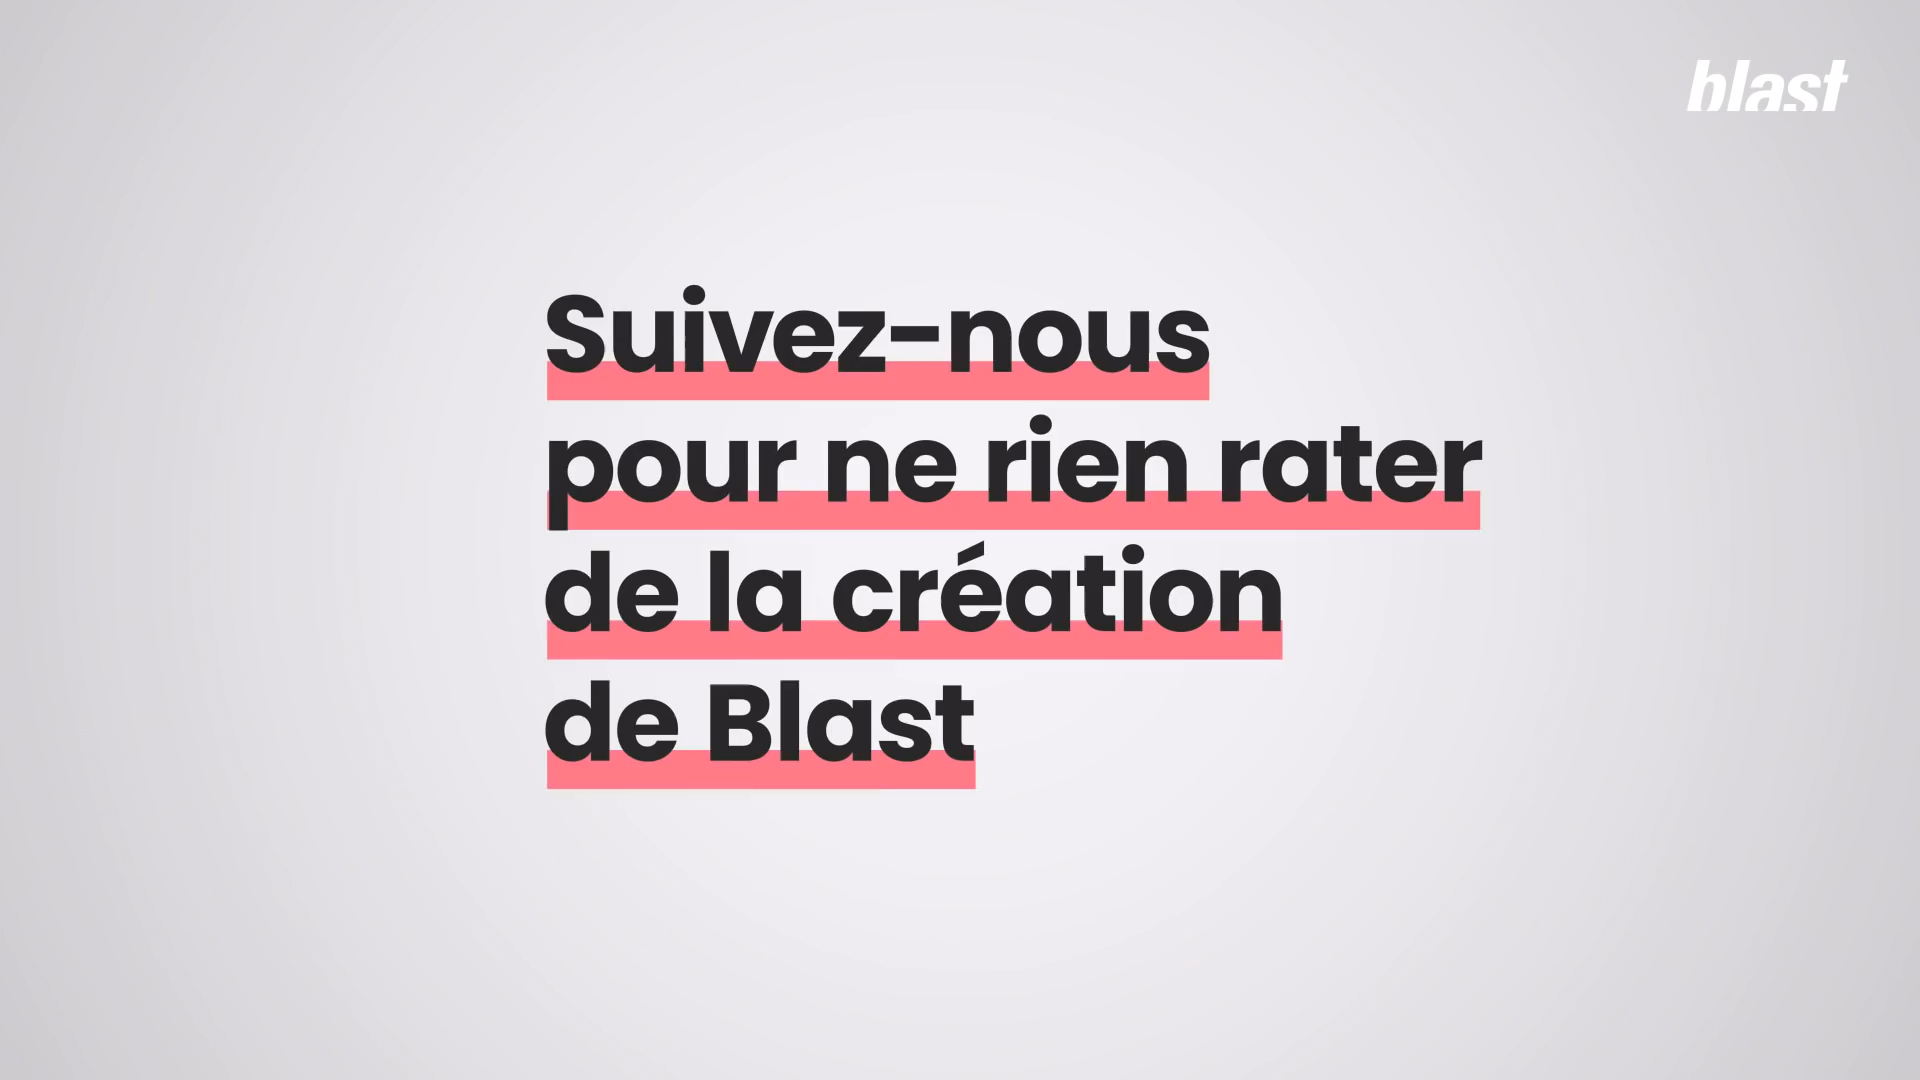 blast
Suivez-nous
pour ne rien rater
de la création
de Blast